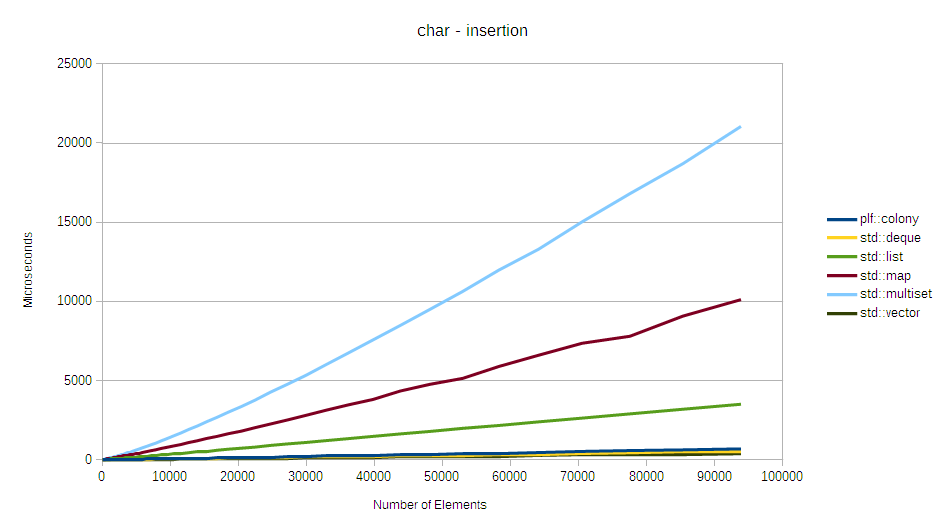 char - insertion
25000
20000
15000
10000
5000
0
Microseconds
0 10000 20000 30000 40000 50000 60000 70000 80000 90000 100000
Number of Elements
plf::colony
std::deque
std::list
std::map
std::multiset
std::vector